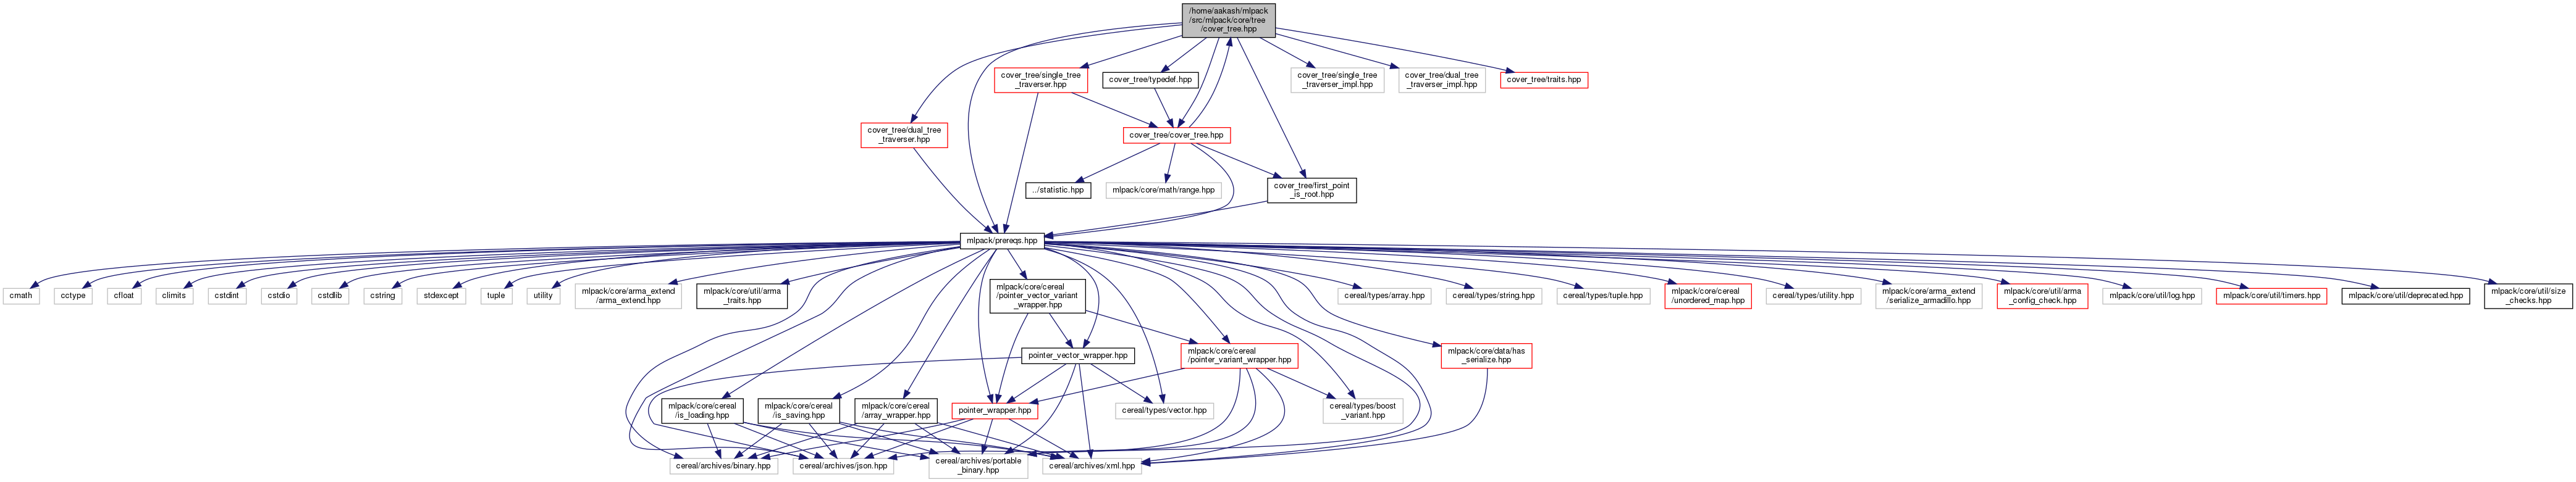 /home/aakash/mlpack
/src/mlpack/core/tree
/cover_tree.hpp
cover_tree/single_tree
_traverser.hpp
cover_tree/typedef.hpp
cover_tree/single_tree
_traverser_impl.hpp
cover_tree/dual_tree
_traverser_impl.hpp
cover_tree/traits.hpp
cover_tree/dual_tree
_traverser.hpp
cover_tree/cover_tree.hpp
../statistic.hpp
mlpack/core/math/range.hpp
cover_tree/first_point
_is_root.hpp
mlpack/prereqs.hpp
cmath
cctype
cfloat
climits
cstdint
cstdio
cstdlib
cstring
stdexcept
tuple
utility
mlpack/core/arma_extend
/arma_extend.hpp
mlpack/core/util/arma
_traits.hpp
mlpack/core/cereal
/pointer_vector_variant
_wrapper.hpp
cereal/types/array.hpp
cereal/types/string.hpp
cereal/types/tuple.hpp
mlpack/core/cereal
/unordered_map.hpp
cereal/types/utility.hpp
mlpack/core/arma_extend
/serialize_armadillo.hpp
mlpack/core/util/arma
_config_check.hpp
mlpack/core/util/log.hpp
mlpack/core/util/timers.hpp
mlpack/core/util/deprecated.hpp
mlpack/core/util/size
_checks.hpp
pointer_vector_wrapper.hpp
mlpack/core/cereal
/pointer_variant_wrapper.hpp
mlpack/core/data/has
_serialize.hpp
mlpack/core/cereal
/is_loading.hpp
mlpack/core/cereal
/is_saving.hpp
mlpack/core/cereal
/array_wrapper.hpp
pointer_wrapper.hpp
cereal/types/vector.hpp
cereal/types/boost
_variant.hpp
cereal/archives/binary.hpp
cereal/archives/json.hpp
cereal/archives/portable
_binary.hpp
cereal/archives/xml.hpp